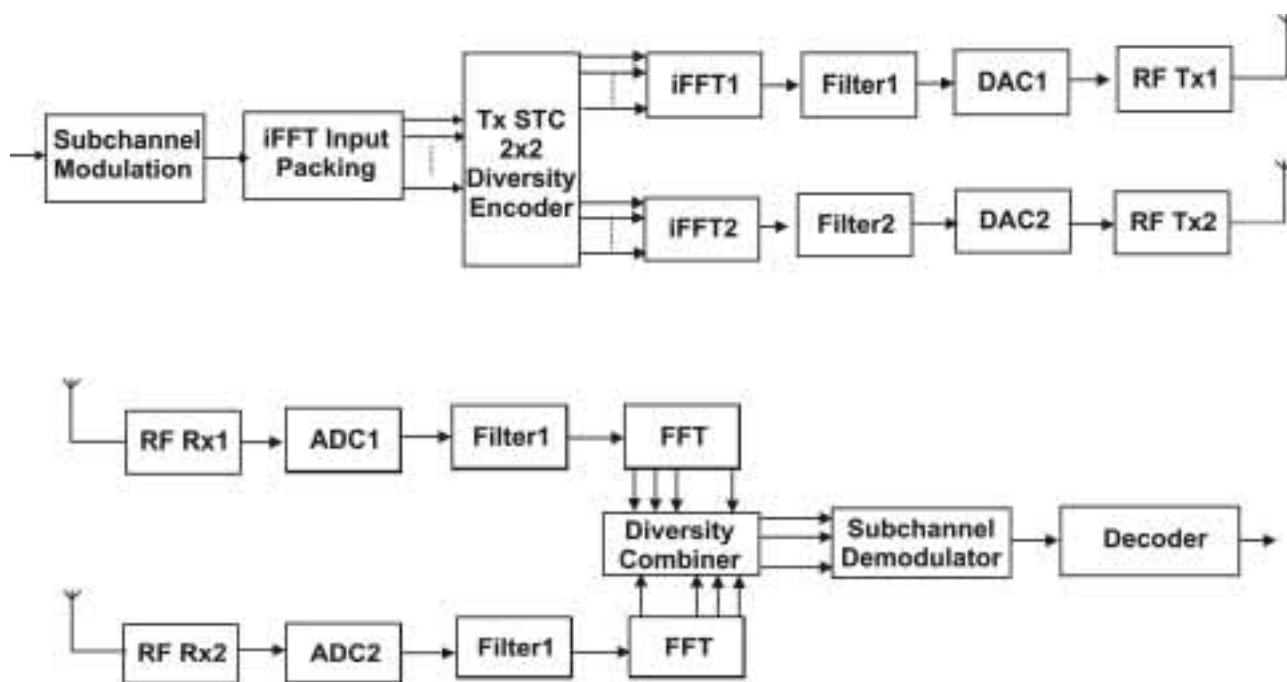 Subchannel
Modulation
iFFT Input
Packing
Tx STC
2x2
Diversity
Encoder
iFFT1
Filter1
DAC1
RF Tx1
iFFT2
Filter2
DAC2
RF Tx2
RF Rx1
ADC1
Filter1
FFT
Diversity
Combiner
Subchannel
Demodulator
Decoder
RF Rx2
ADC2
Filter1
FFT